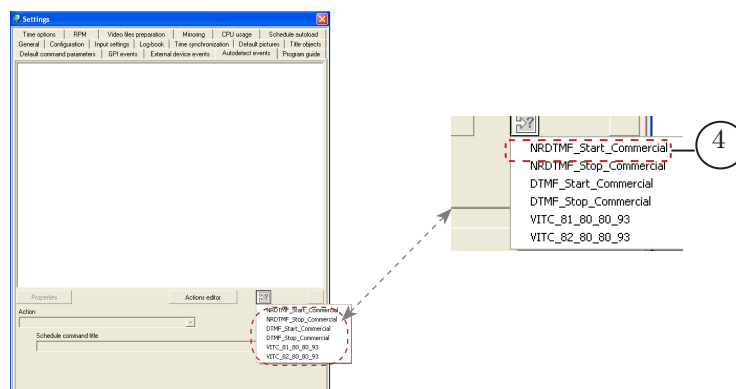 Settings
Time options RPM Video files preparation Mirroring CPU usage Schedule autoload
General Configuration Input settings Log-book Time synchronization Default pictures Title objects
Default command parameters GPI events External device events Autodetect events Program guide
Properties Actions editor
Action
Schedule command title
NRDTMF_Start_Commercial
NRDTMF_Stop_Commercial
DTMF_Start_Commercial
DTMF_Stop_Commercial
VITC_81_80_80_93
VITC_82_80_80_93
NRDTMF_Start_Commercial
NRDTMF_Stop_Commercial
DTMF_Start_Commercial
DTMF_Stop_Commercial
VITC_81_80_80_93
VITC_82_80_80_93
4